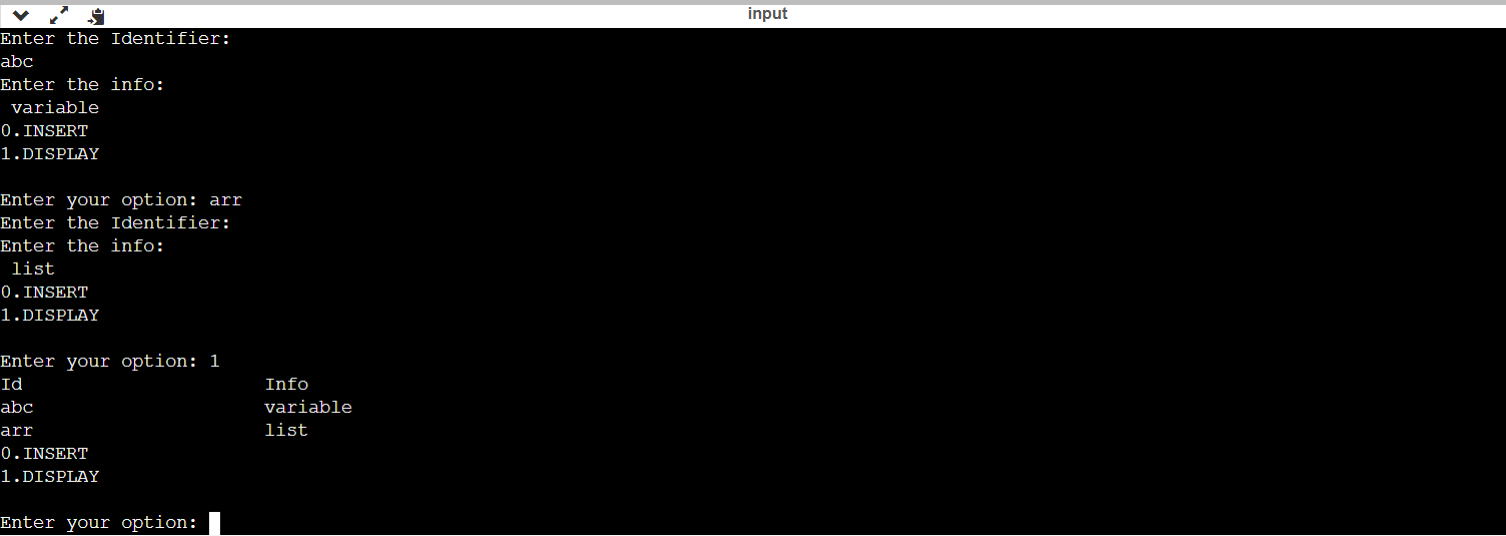 input
Enter the Identifier:
abc
Enter the info:
variable
0.INSERT
1.DISPLAY
Enter your option: arr
Enter the Identifier:
Enter the info:
list
0.INSERT
1.DISPLAY
Enter your option: 1
Id Info
abc variable
arr list
0.INSERT
1.DISPLAY
Enter your option: